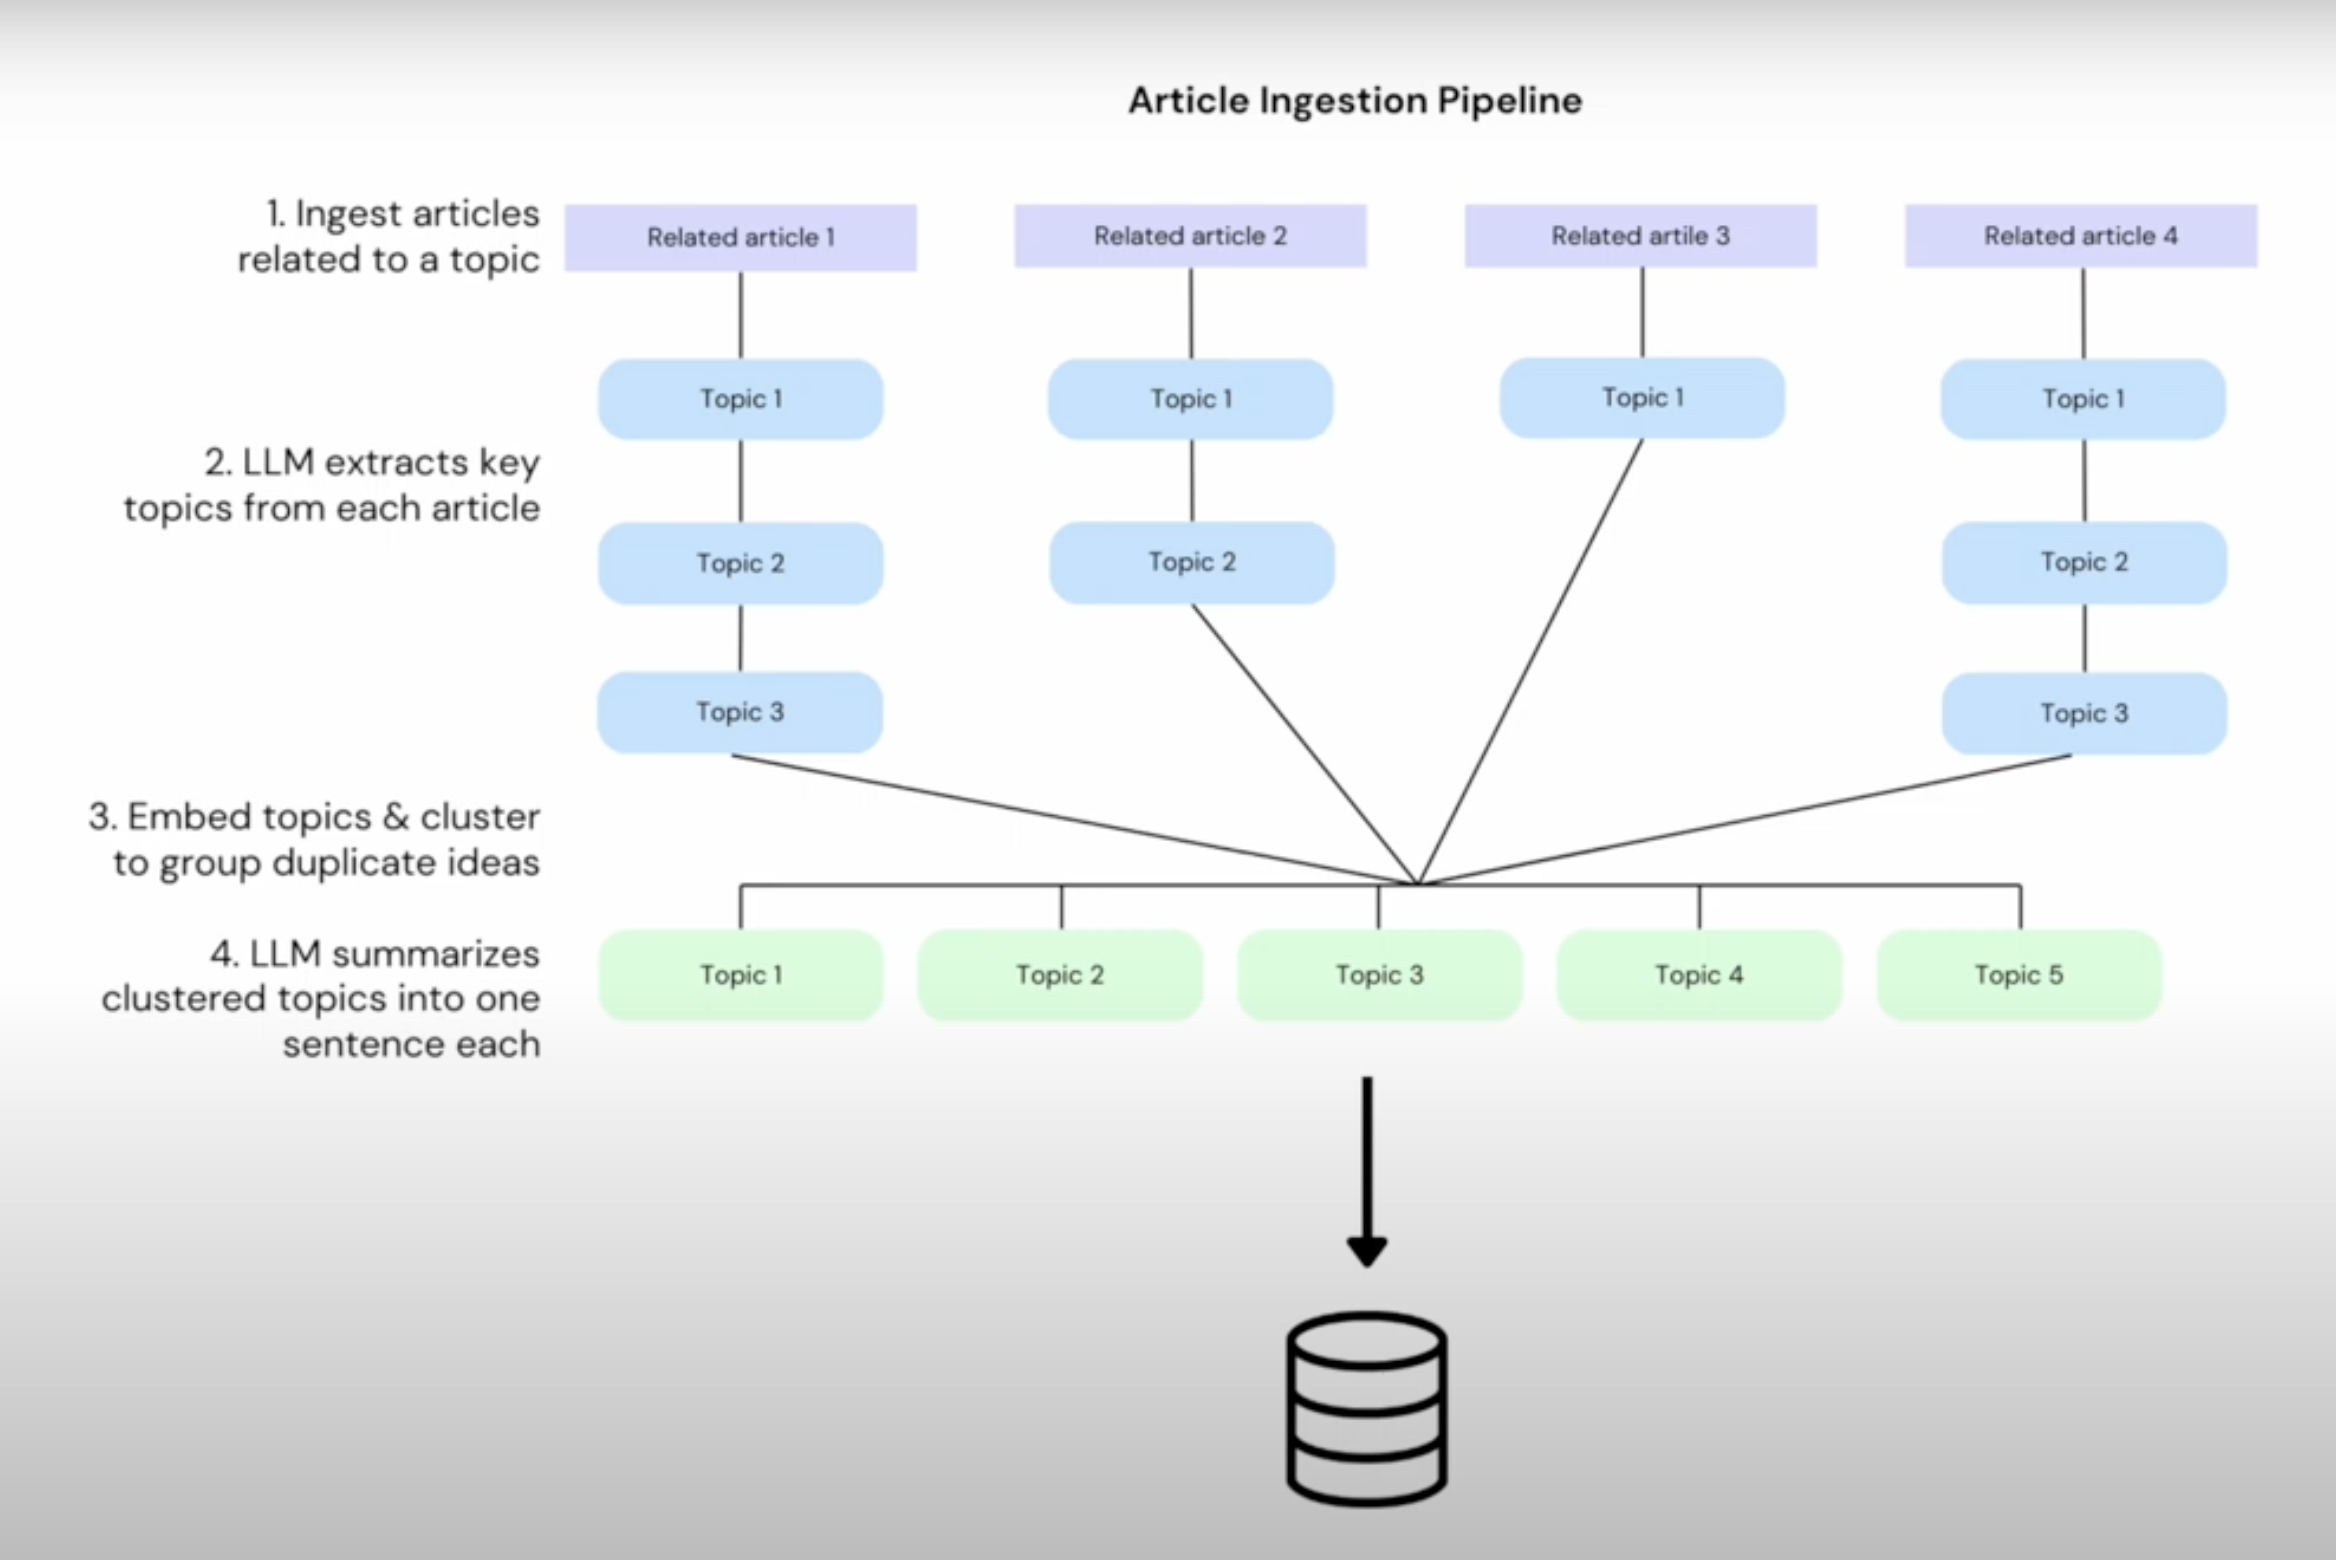 Article Ingestion Pipeline
1. Ingest articles
related to a topic
Related article 1
Related article 2
Related artile 3
Related article 4
Topic 1
Topic 1
Topic 1
Topic 1
2. LLM extracts key
topics from each article
Topic 2
Topic 2
Topic 2
Topic 3
Topic 3
3. Embed topics & cluster
to group duplicate ideas
4. LLM summarizes
clustered topics into one
sentence each
Topic 1
Topic 2
Topic 3
Topic 4
Topic 5